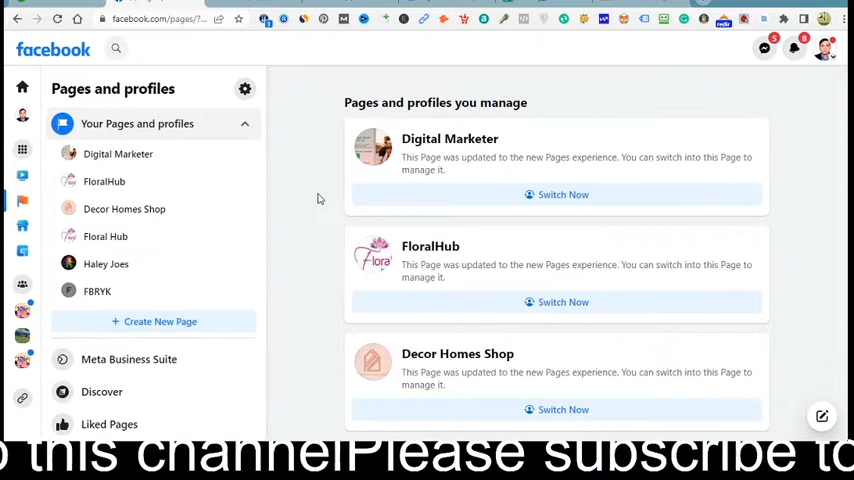 facebook.com/pages/?...
facebook
5
8
Pages and profiles
Your Pages and profiles
Digital Marketer
FloralHub
Decor Homes Shop
Floral Hub
Haley Joes
F
FBRYK
+ Create New Page
Meta Business Suite
Discover
Liked Pages
Pages and profiles you manage
Digital Marketer
This Page was updated to the new Pages experience. You can switch into this Page to
manage it.
Switch Now
Flora
FloralHub
This Page was updated to the new Pages experience. You can switch into this Page to
manage it.
Switch Now
Decor Homes Shop
This Page was updated to the new Pages experience. You can switch into this Page to
manage it.
Switch Now
o this channelPlease subscribe to